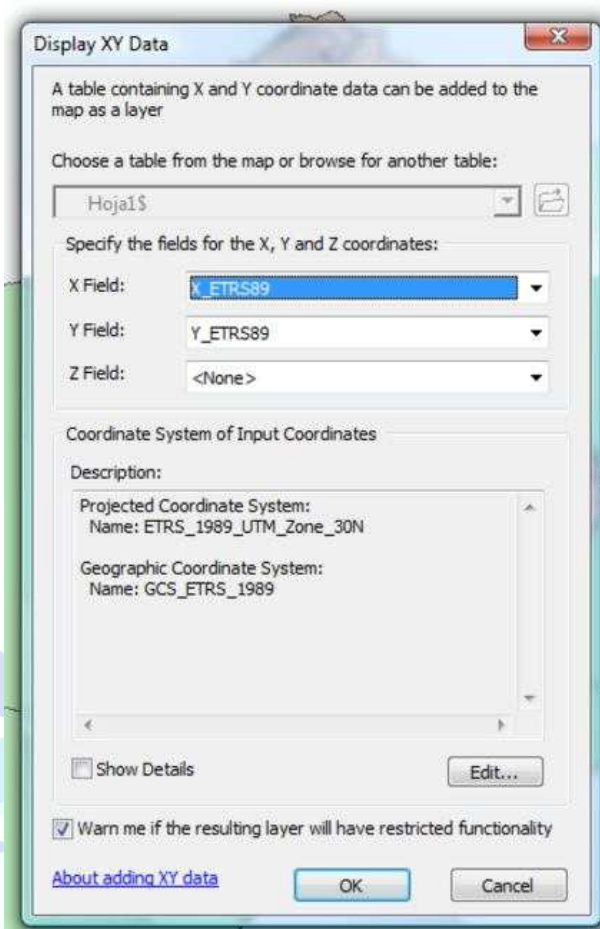 Display XY Data
A table containing X and Y coordinate data can be added to the
map as a layer
Choose a table from the map or browse for another table:
Hoja1$
Specify the fields for the X, Y and Z coordinates:
X Field:
X_ETRS89
Y Field:
Y_ETRS89
Z Field:
<None>
Coordinate System of Input Coordinates
Description:
Projected Coordinate System:
Name: ETRS_1989_UTM_Zone_30N
Geographic Coordinate System:
Name: GCS_ETRS_1989
Show Details
Edit...
Warn me if the resulting layer will have restricted functionality
About adding XY data
OK
Cancel